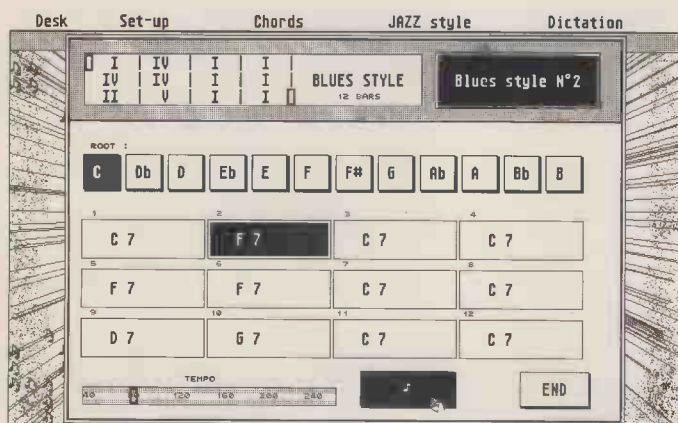 Desk Set-up Chords JAZZ style Dictation
I IV I I
IV IV I I
II V I I
BLUES STYLE
12 BARS
Blues style N°2
ROOT :
C Db D Eb E F F# G Ab A Bb B
1 2 3 4
C 7 F 7 C 7 C 7
5 6 7 8
F 7 F 7 C 7 C 7
9 10 11 12
D 7 G 7 C 7 C 7
TEMPO
40 120 160 200 240
END